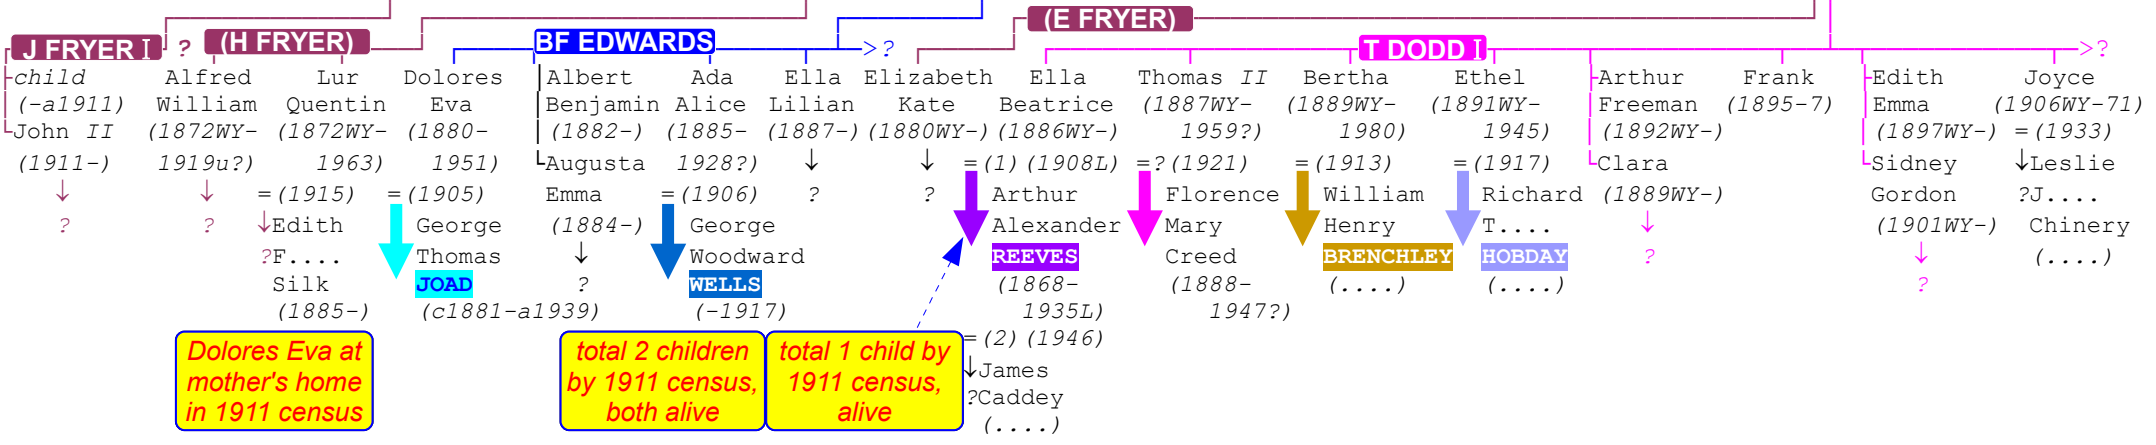 (E FRYER)
J FRYER I ? (H FRYER) BF EDWARDS >? T DODD I >?
child Alfred Lur Dolores Albert Ada Ella Elizabeth Ella Thomas II Bertha Ethel Arthur Frank Edith Joyce
(-a1911) William Quentin Eva Benjamin Alice Lilian Kate Beatrice (1887WY- (1889WY- (1891WY- Freeman (1895-7) Emma (1906WY-71)
John II (1872WY- (1872WY- (1880- (1882-) (1885- (1887-) (1880WY-) (1886WY-) 1959?) 1980) 1945) (1892WY-) (1897WY-) =(1933)
(1911-) 1919u?) 1963) 1951) Augusta 1928?) ↓ ↓ =(1)(1908L) =?(1921) =(1913) =(1917) Clara Sidney ↓Leslie
↓ ↓ =(1915) =(1905) Emma =(1906) ? ? Arthur Florence William Richard (1889WY-) Gordon ?J....
? ? ↓Edith George (1884-) George Alexander Mary Henry T.... ↓ (1901WY-) Chinery
?F.... Thomas ↓ Woodward REEVES Creed BRENCHLEY HOBDAY ? ↓ (....)
Silk JOAD ? WELLS (1868- (1888- (....) (....) ?
(1885-) (c1881-a1939) (-1917) 1935L) 1947?)
=(2)(1946)
↓James
?Caddey
(....)
Dolores Eva at
mother's home
in 1911 census
total 2 children
by 1911 census,
both alive
total 1 child by
1911 census,
alive